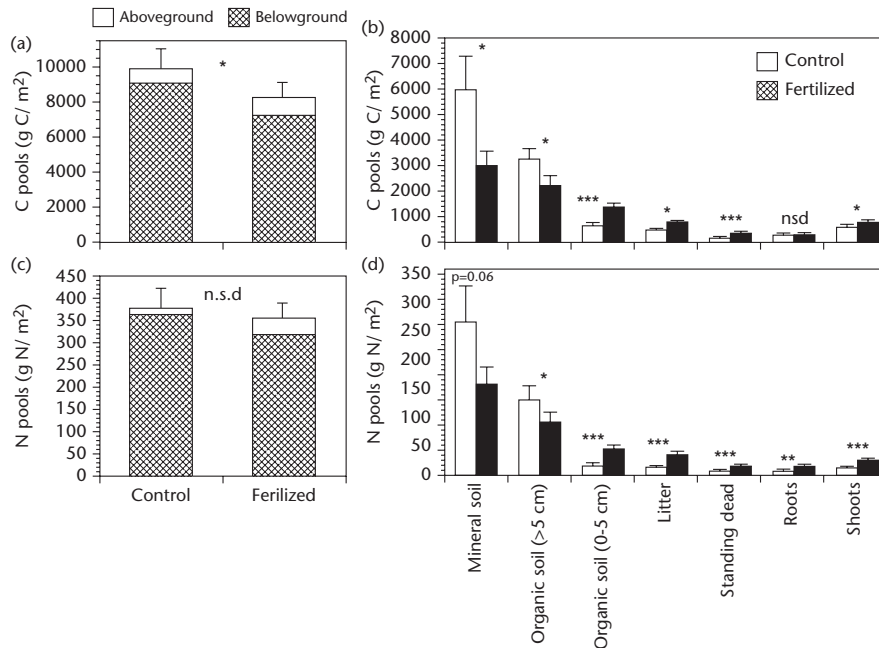 Aboveground
Belowground
(a)
C pools (g C/ m²)
10000
8000
6000
4000
2000
0
*
(b)
C pools (g C/ m²)
8000
7000
6000
5000
4000
3000
2000
1000
0
Control
Fertilized
*
*
***
*
***
nsd
*
(c)
N pools (g N/ m²)
450
400
350
300
250
200
150
100
50
0
n.s.d
Control
Ferilized
(d)
N pools (g N/ m²)
350
300
250
200
150
100
50
0
p=0.06
*
***
***
***
**
***
Mineral soil
Organic soil (>5 cm)
Organic soil (0-5 cm)
Litter
Standing dead
Roots
Shoots